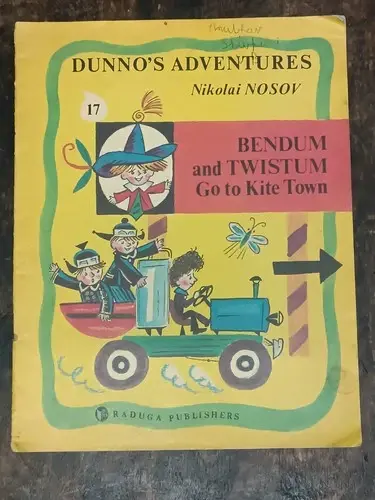 DUNNO'S ADVENTURES
Nikolai NOSOV
17
BENDUM
and TWISTUM
Go to Kite Town
RADUGA PUBLISHERS